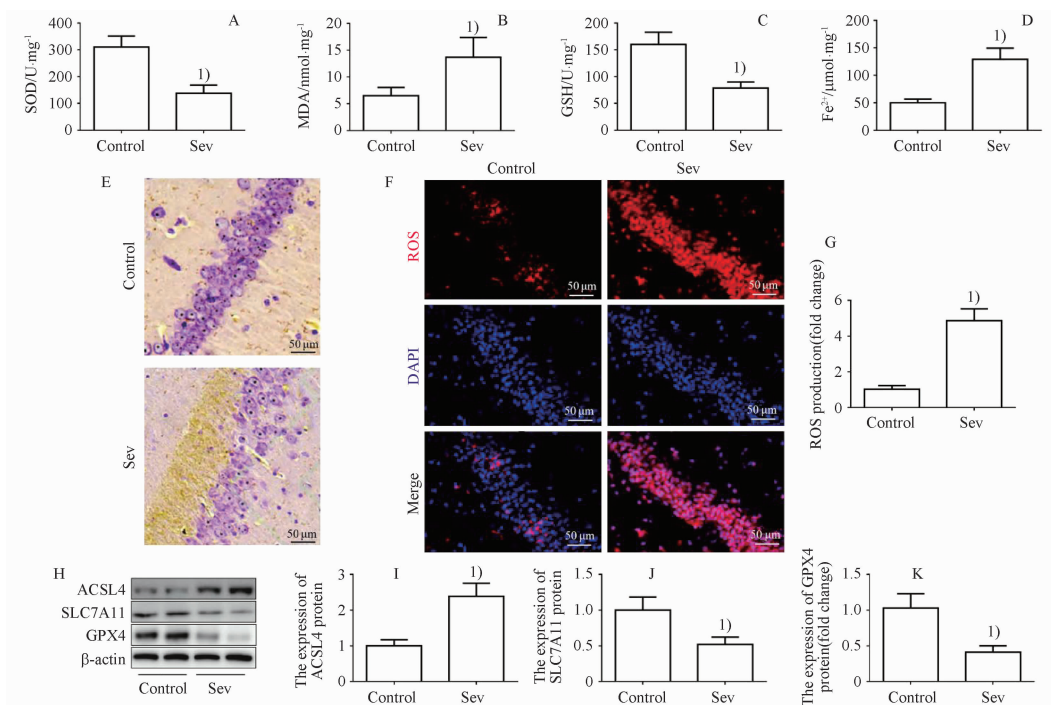 A
SOD/U·mg-1
400
300
200
100
0
1)
Control Sev
B
MDA/nmol·mg-1
20
15
10
5
0
1)
Control Sev
C
GSH/U·mg-1
200
150
100
50
0
1)
Control Sev
D
Fe2+/μmol·mg-1
200
150
100
50
0
1)
Control Sev
E
Control
50 μm
Sev
50 μm
F
Control Sev
ROS
50 μm 50 μm
DAPI
50 μm 50 μm
Merge
50 μm 50 μm
G
ROS production(fold change)
6
4
2
0
1)
Control Sev
H
ACSL4
SLC7A11
GPX4
β-actin
Control Sev
I
The expression of
ACSL4 protein
3
2
1
0
1)
Control Sev
J
The expression of
SLC7A11 protein
1.5
1.0
0.5
0
1)
Control Sev
K
The expression of GPX4
protein(fold change)
1.5
1.0
0.5
0
1)
Control Sev